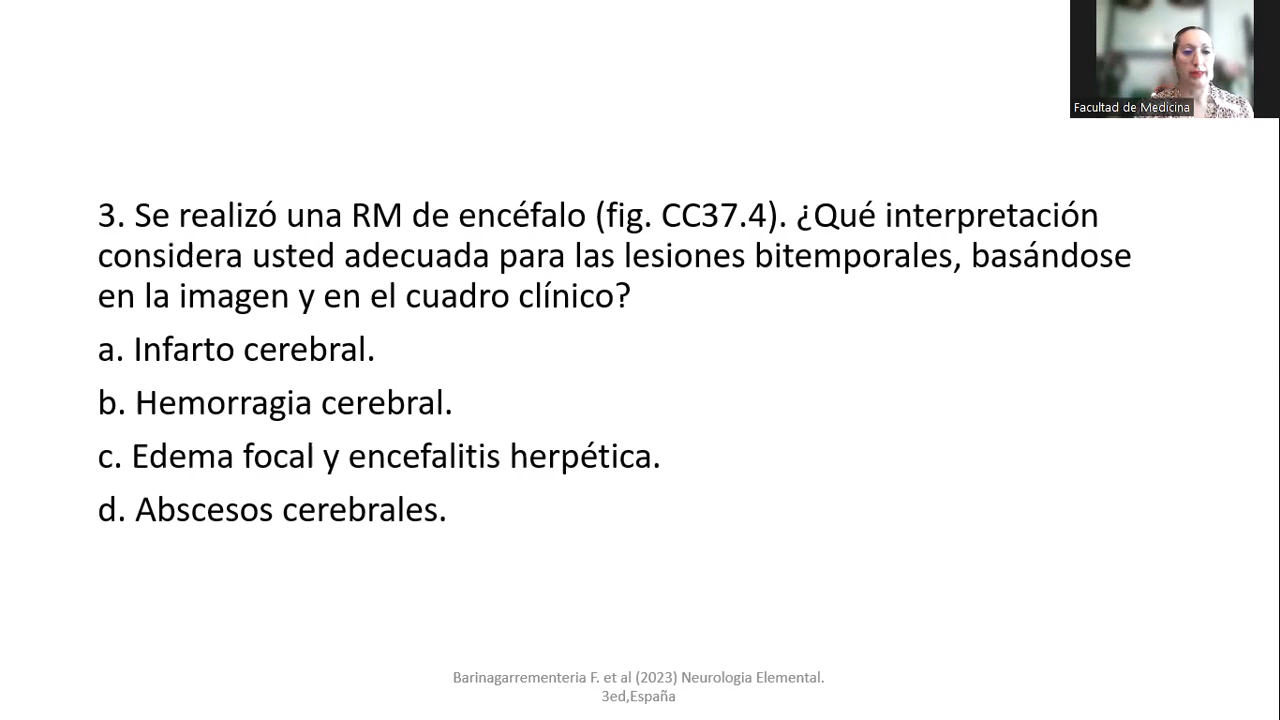 Facultad de Medicina
3. Se realizó una RM de encéfalo (fig. CC37.4). ¿Qué interpretación
considera usted adecuada para las lesiones bitemporales, basándose
en la imagen y en el cuadro clínico?
a. Infarto cerebral.
b. Hemorragia cerebral.
c. Edema focal y encefalitis herpética.
d. Abscesos cerebrales.
Barinagarrementeria F. et al (2023) Neurologia Elemental.
3ed,España